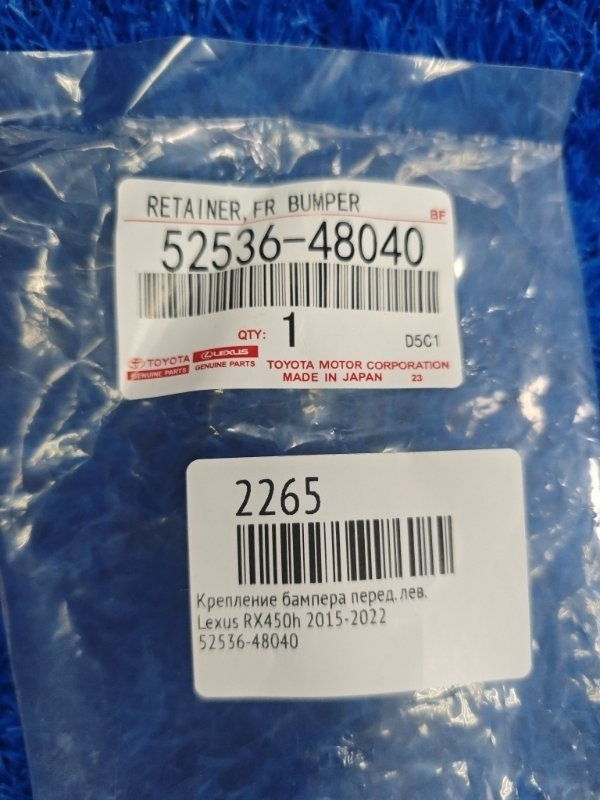 RETAINER, FR BUMPER
BF
52536-48040
QTY: 1
D5C1
TOYOTA
GENUINE PARTS
LEXUS
GENUINE PARTS
TOYOTA MOTOR CORPORATION
MADE IN JAPAN 23
2265
Крепление бампера перед. лев.
Lexus RX450h 2015-2022
52536-48040